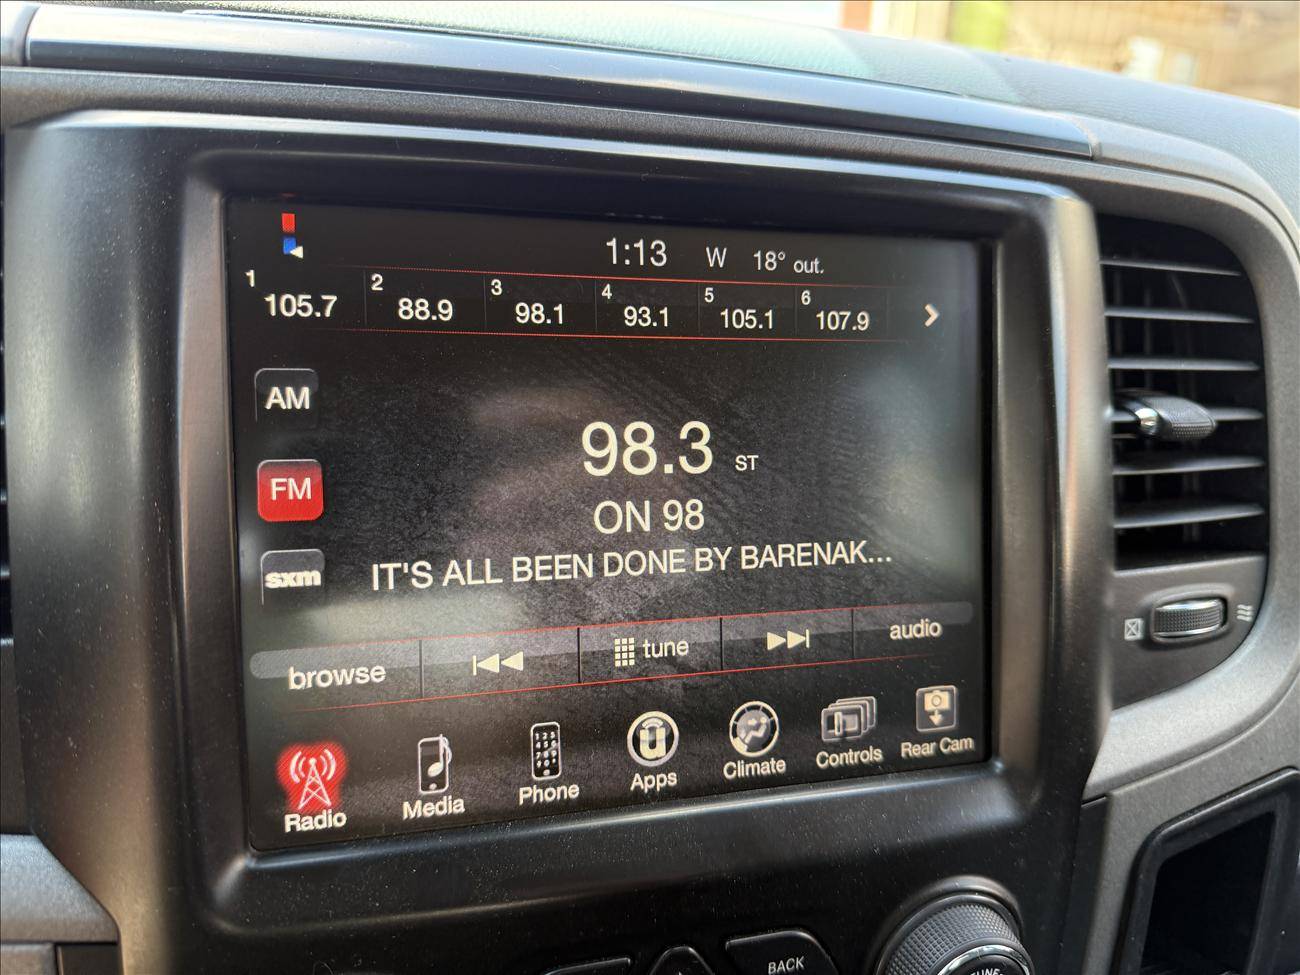 1:13 W 18° out.
1 105.7 2 88.9 3 98.1 4 93.1 5 105.1 6 107.9
AM
98.3 ST
FM
ON 98
IT'S ALL BEEN DONE BY BARENAK...
sxm
browse tune audio
Radio Media Phone Apps Climate Controls Rear Cam
BACK